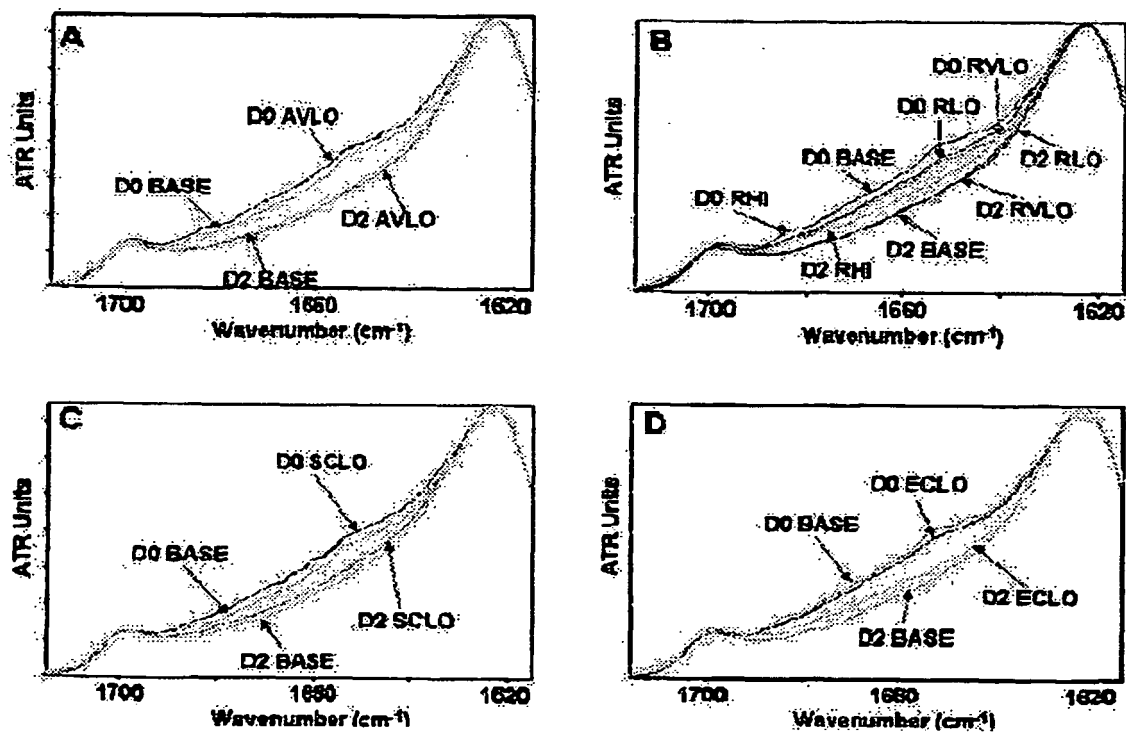 A
ATR Units
D0 AVLO
D0 BASE
D2 AVLO
D2 BASE
1700 1660 1620
Wavenumber (cm-1)
B
ATR Units
D0 RVLO
D0 RLO
D0 BASE
D2 RLO
D0 RHI
D2 RVLO
D2 BASE
D2 RHI
1700 1660 1620
Wavenumber (cm-1)
C
ATR Units
D0 SCLO
D0 BASE
D2 SCLO
D2 BASE
1700 1660 1620
Wavenumber (cm-1)
D
ATR Units
D0 ECLO
D0 BASE
D2 ECLO
D2 BASE
1700 1660 1620
Wavenumber (cm-1)